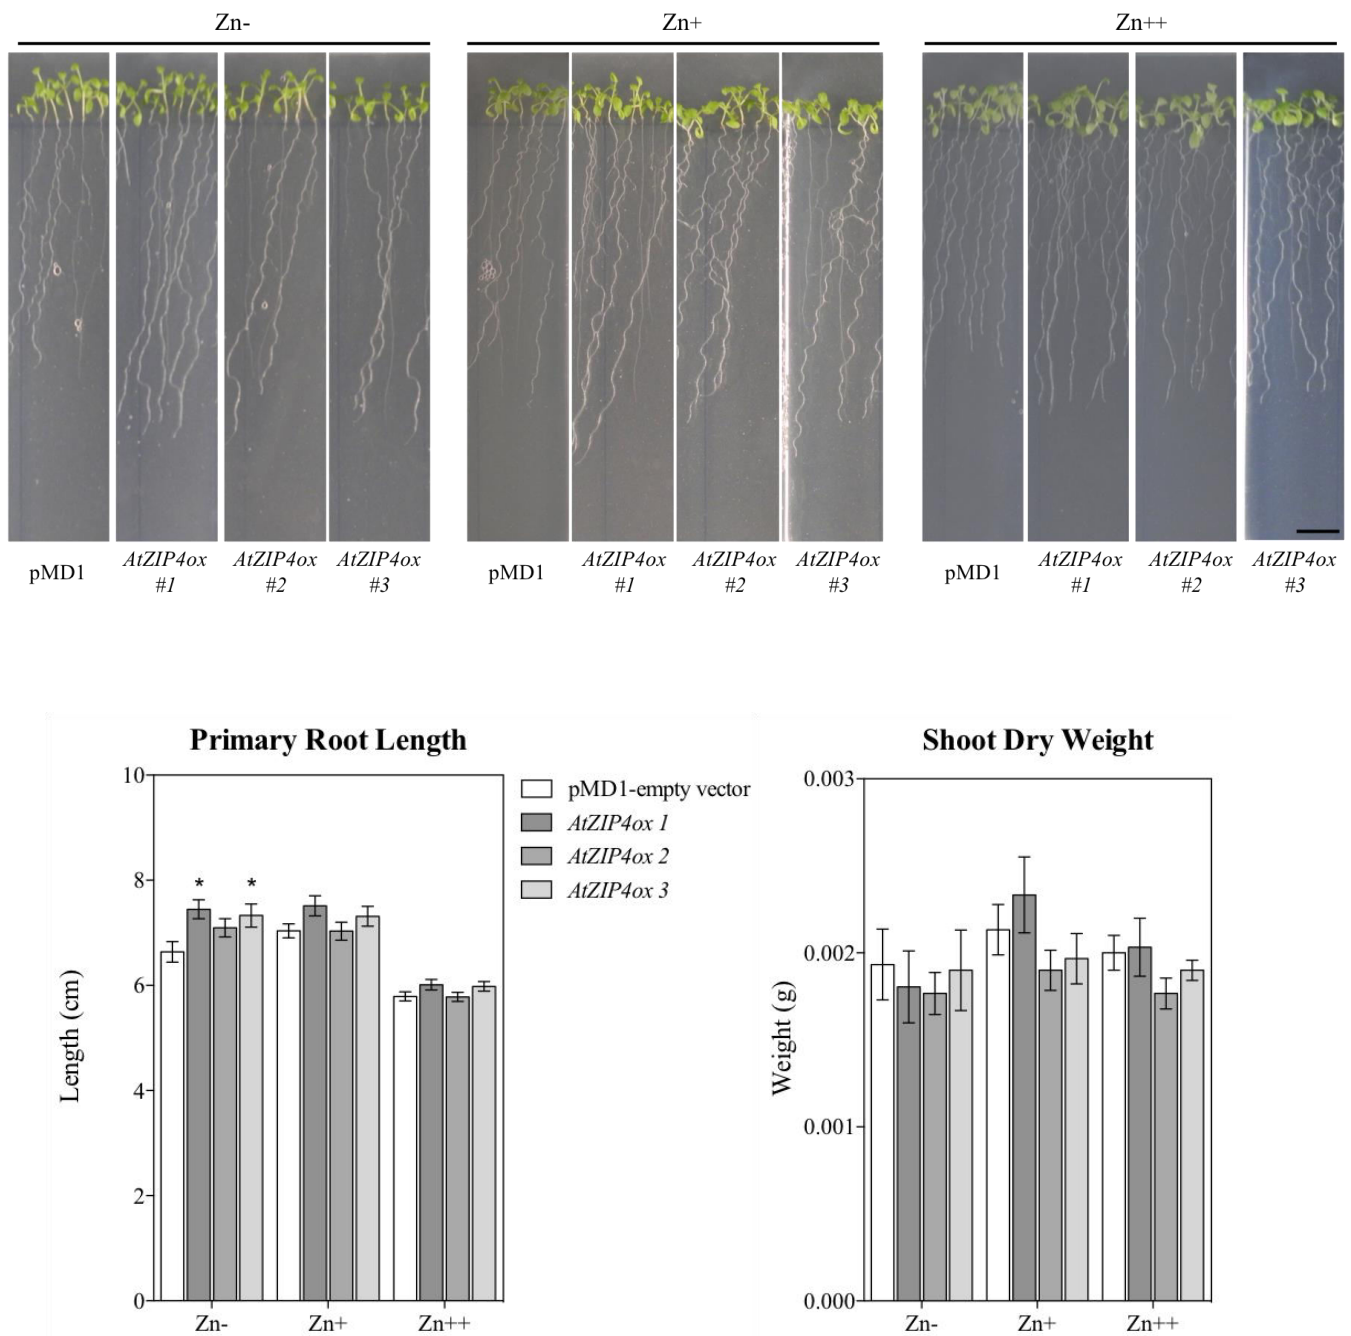 Zn-
Zn+
Zn++
pMD1
AtZIP4ox
#1
AtZIP4ox
#2
AtZIP4ox
#3
pMD1
AtZIP4ox
#1
AtZIP4ox
#2
AtZIP4ox
#3
pMD1
AtZIP4ox
#1
AtZIP4ox
#2
AtZIP4ox
#3
Primary Root Length
10
8
6
4
2
0
Length (cm)
* *
Zn- Zn+ Zn++
pMD1-empty vector
AtZIP4ox 1
AtZIP4ox 2
AtZIP4ox 3
Shoot Dry Weight
0.003
0.002
0.001
0.000
Weight (g)
Zn- Zn+ Zn++